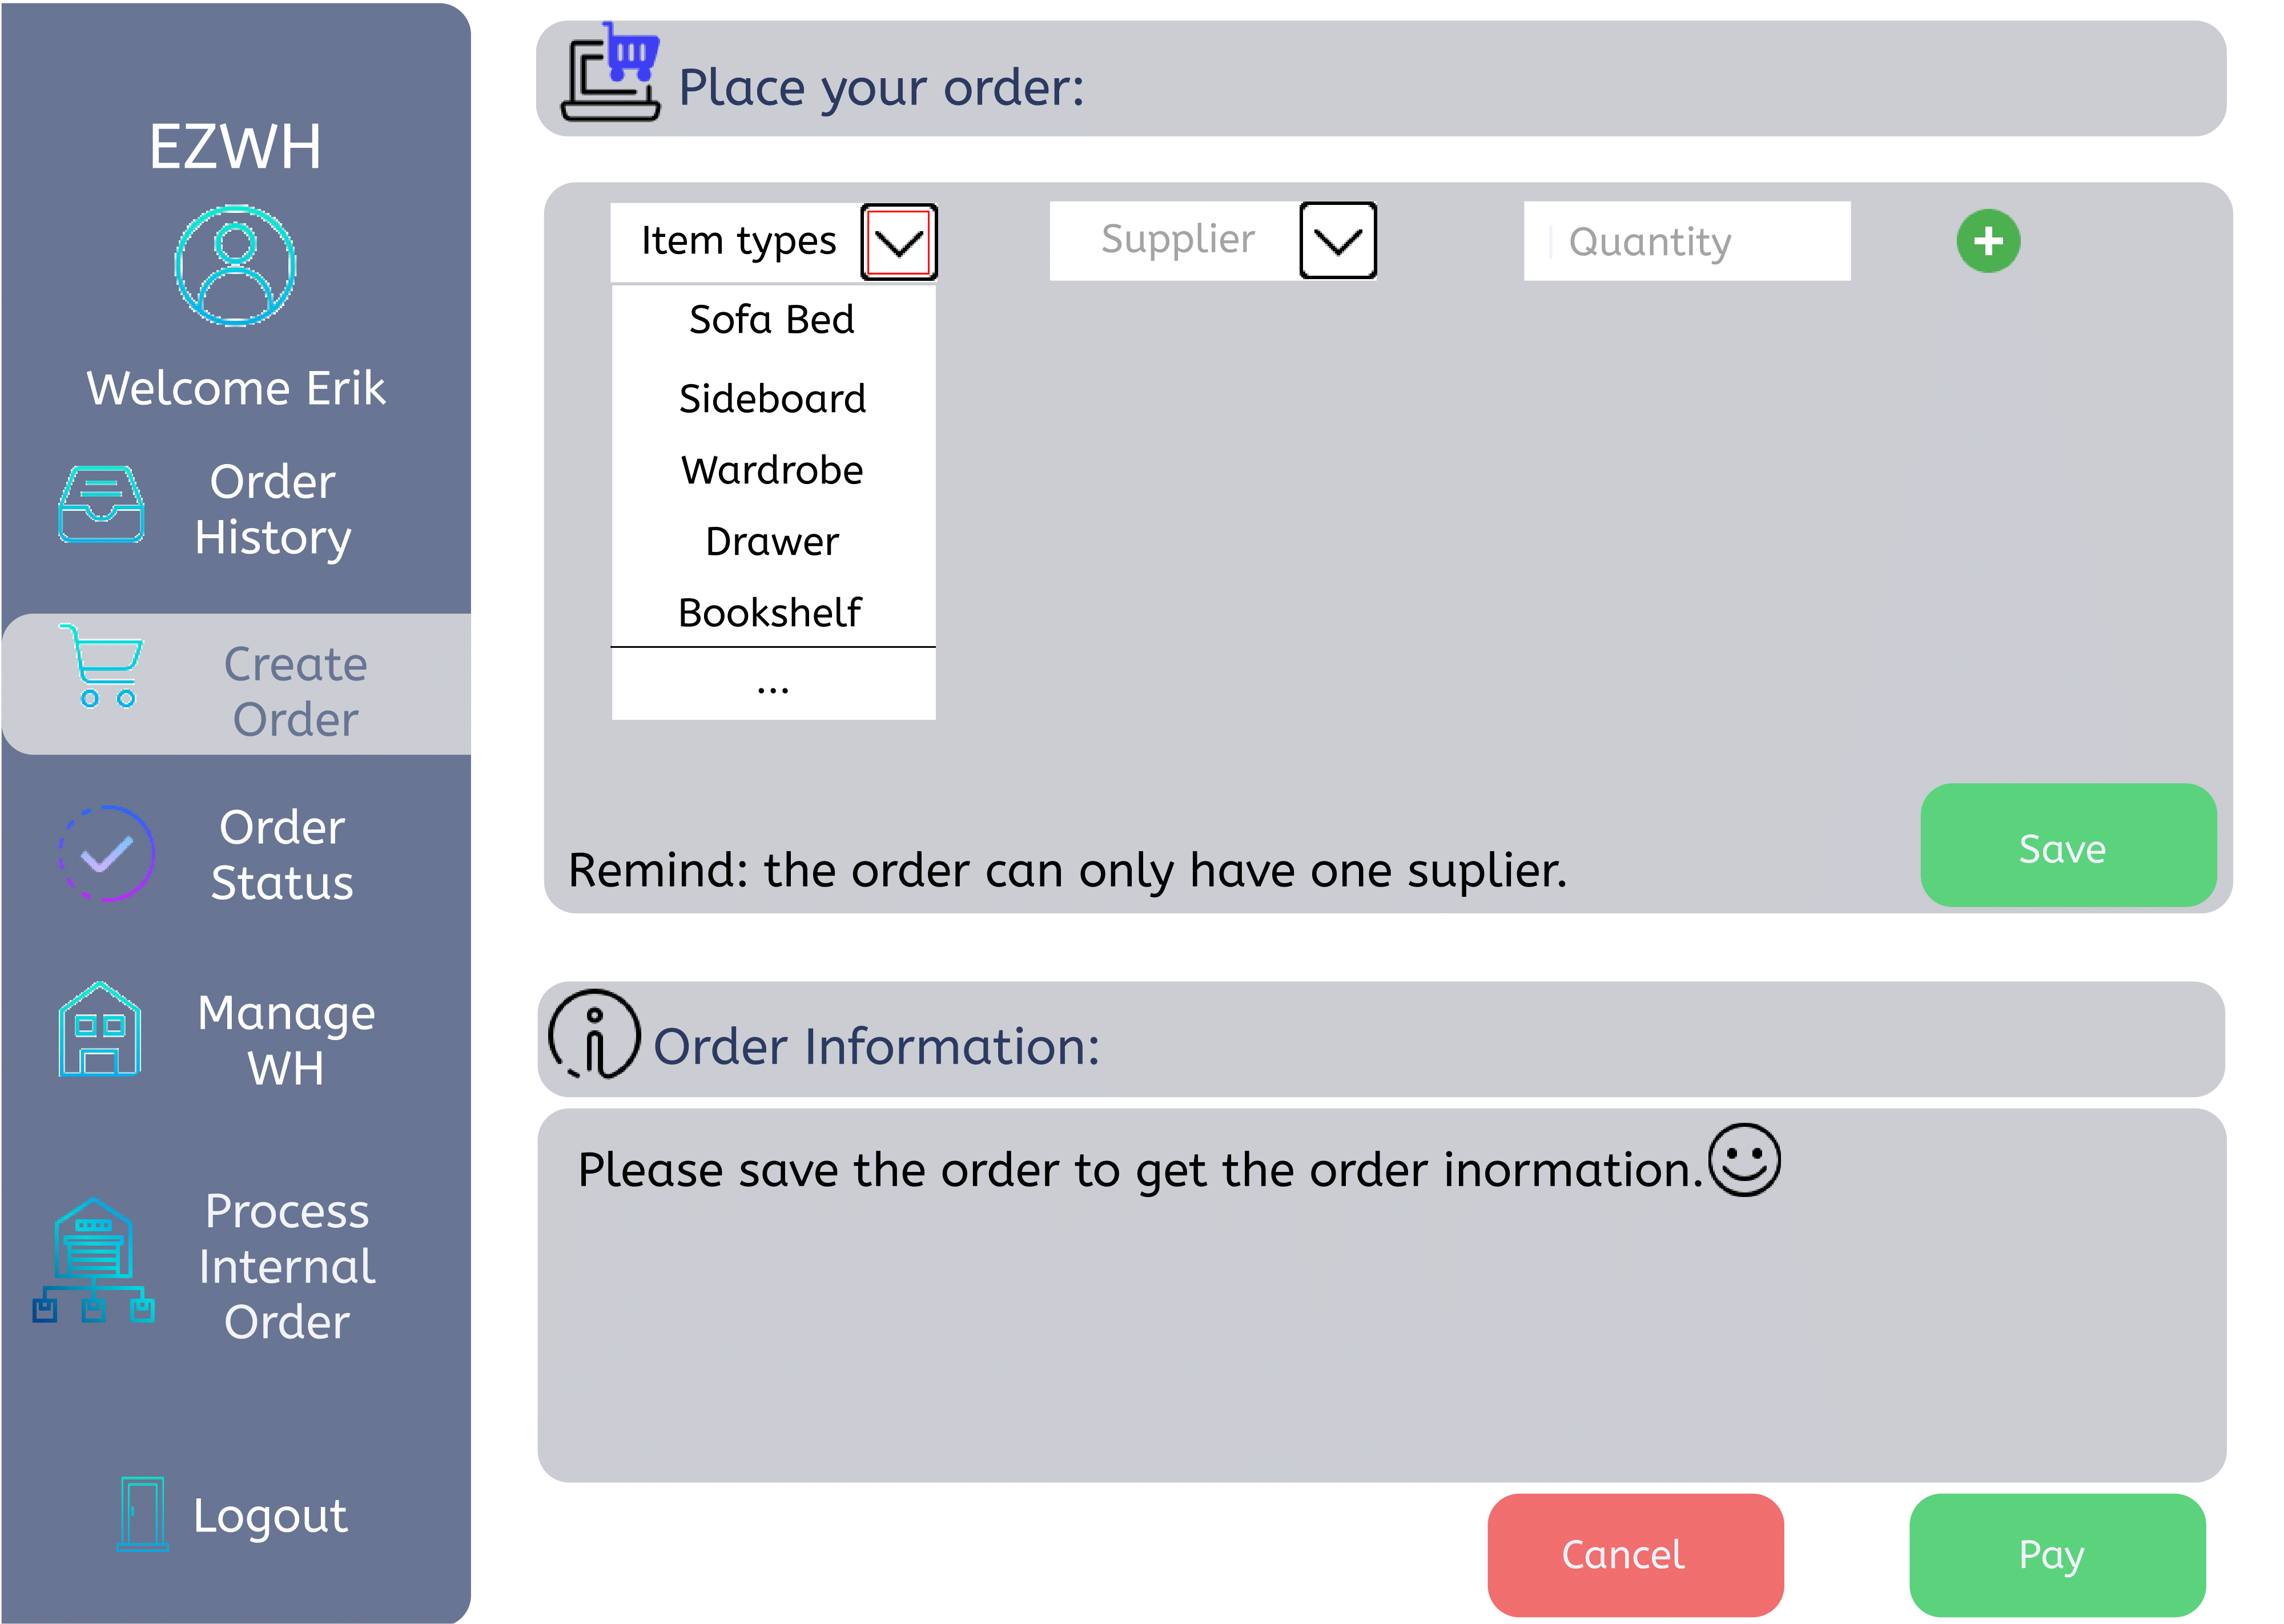 EZWH
Welcome Erik
Order
History
Create
Order
Order
Status
Manage
WH
Process
Internal
Order
Logout
Place your order:
Item types
Supplier
Quantity
Sofa Bed
Sideboard
Wardrobe
Drawer
Bookshelf
...
Remind: the order can only have one suplier.
Save
Order Information:
Please save the order to get the order inormation.
Cancel
Pay